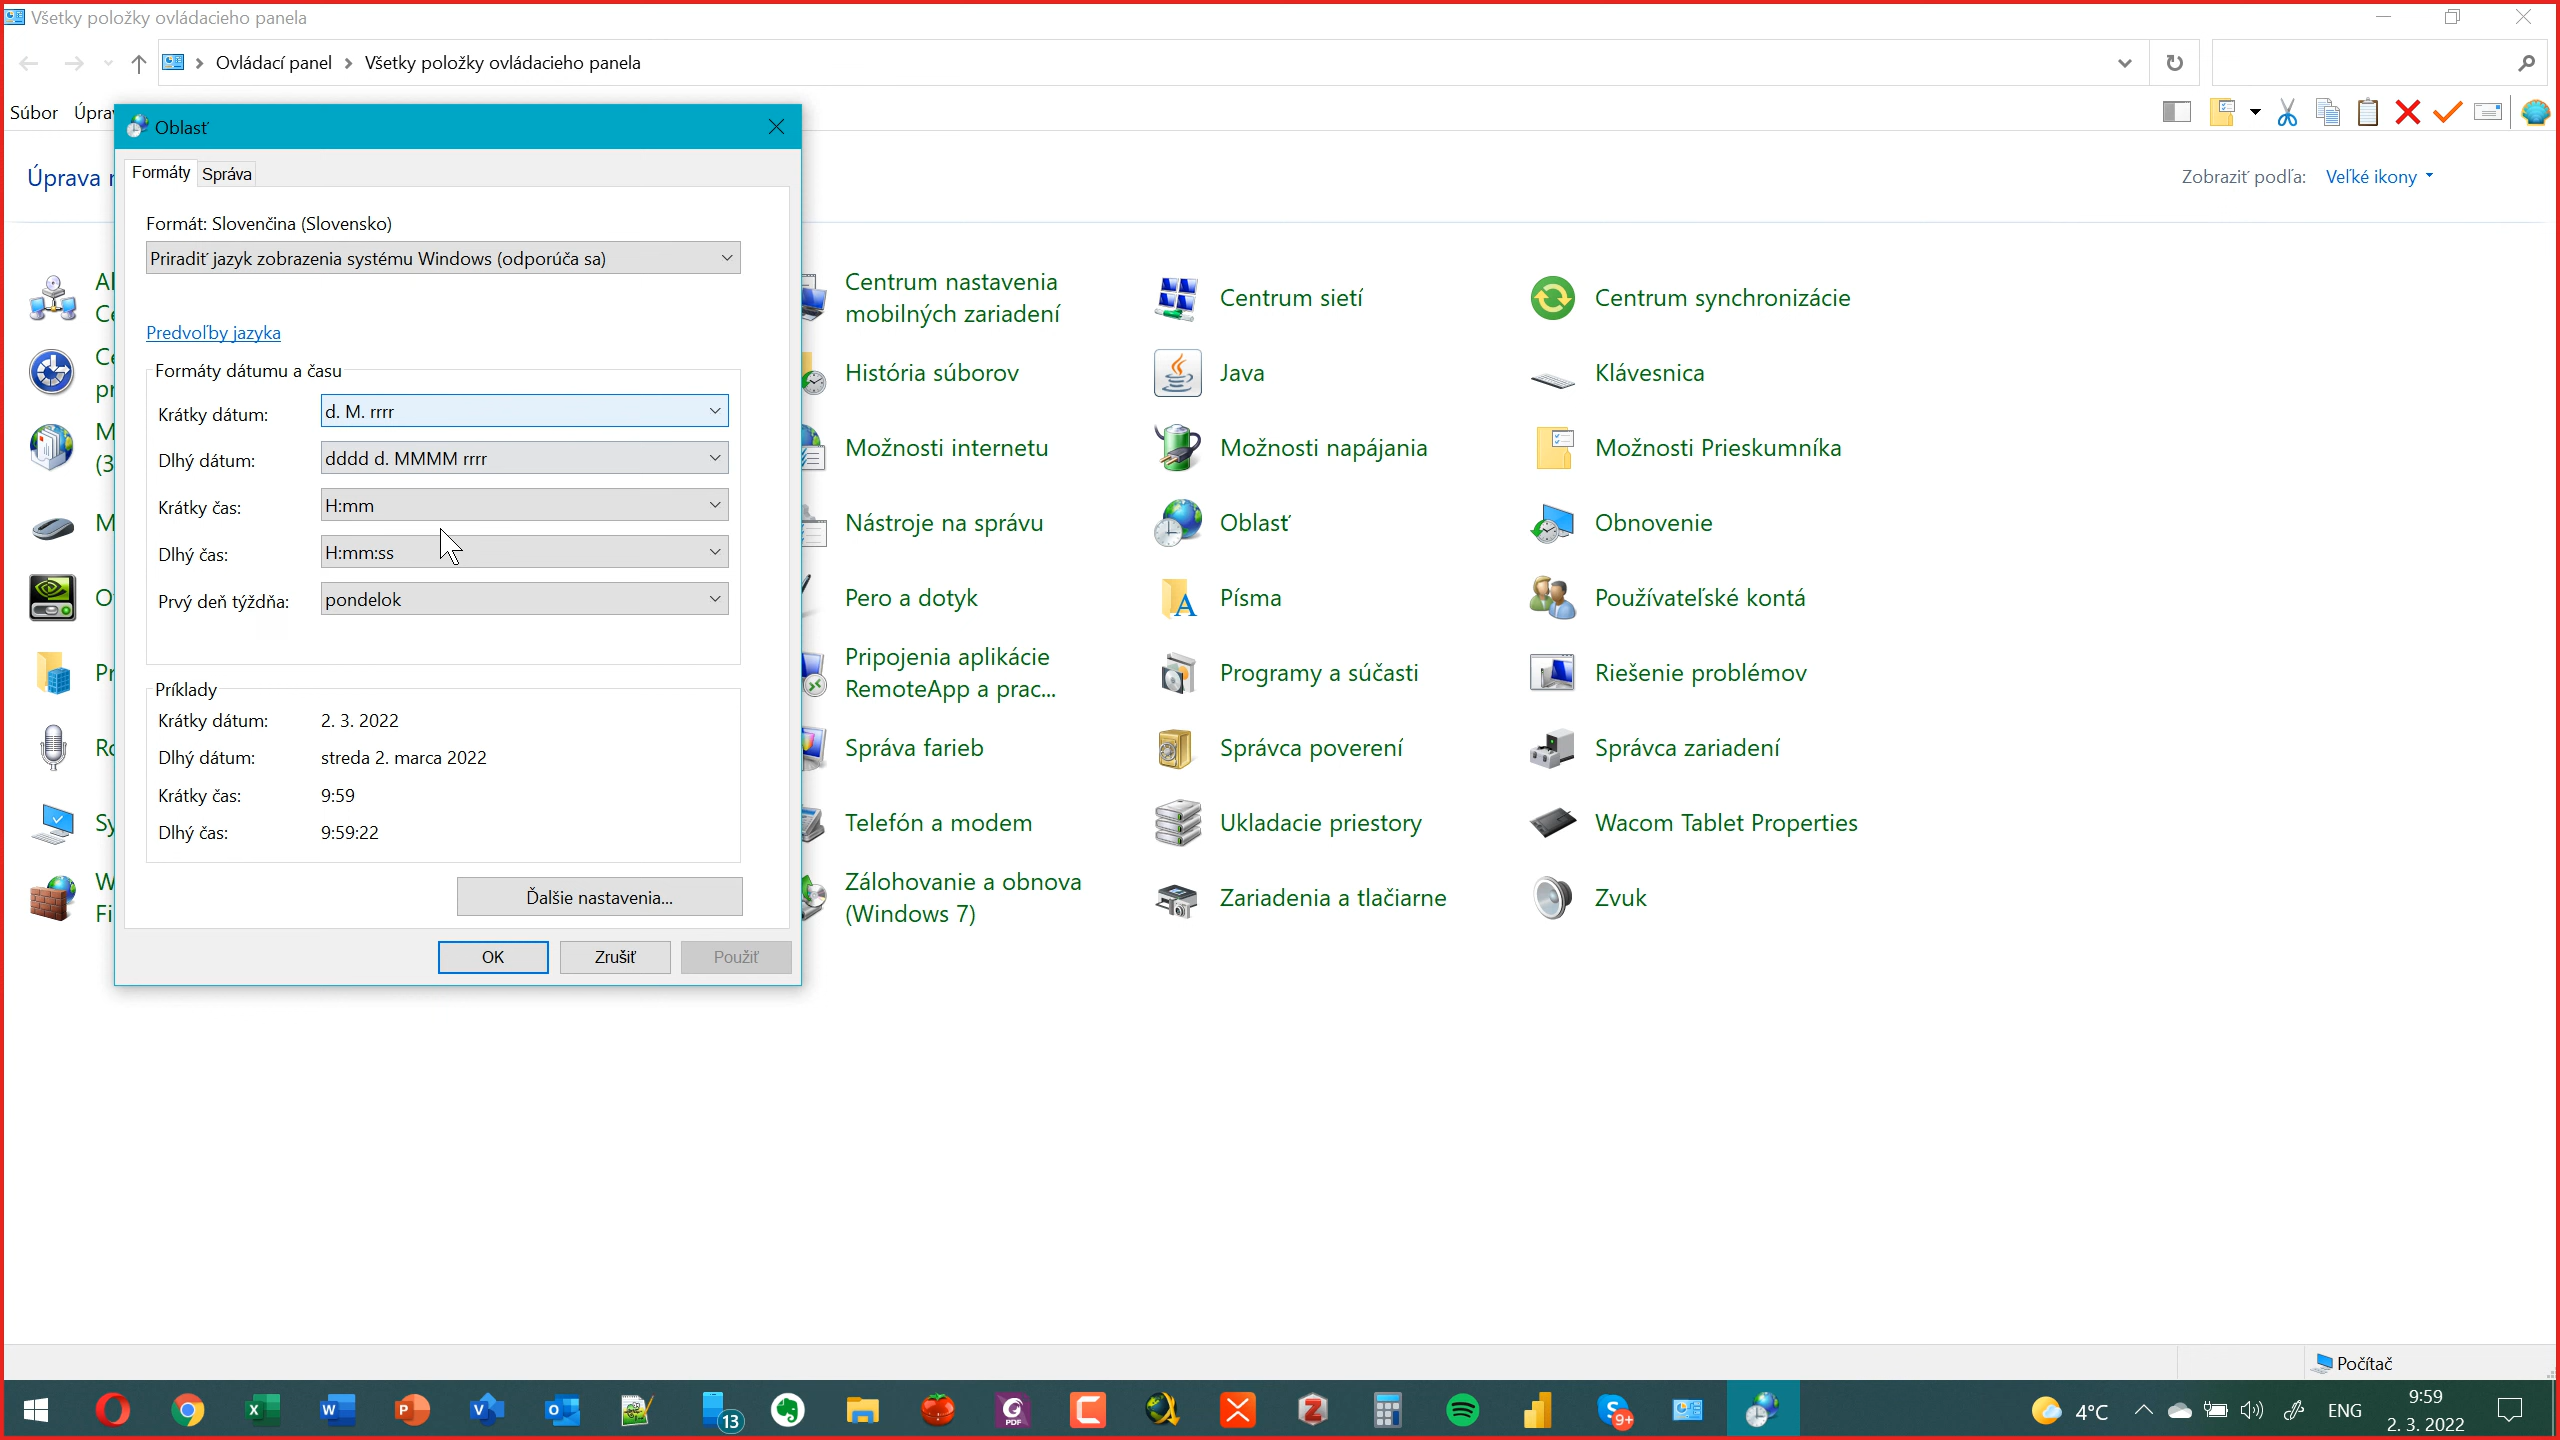 Všetky položky ovládacieho panela
Ovládací panel > Všetky položky ovládacieho panela
Súbor
Oblasť
Formáty Správa
Zobraziť podľa: Veľké ikony
Formát: Slovenčina (Slovensko)
Priradiť jazyk zobrazenia systému Windows (odporúča sa)
Predvoľby jazyka
Formáty dátumu a času
Krátky dátum: d. M. rrrr
Dlhý dátum: dddd d. MMMM rrrr
Krátky čas: H:mm
Dlhý čas: H:mm:ss
Prvý deň týždňa: pondelok
Príklady
Krátky dátum: 2. 3. 2022
Dlhý dátum: streda 2. marca 2022
Krátky čas: 9:59
Dlhý čas: 9:59:22
Ďalšie nastavenia...
OK Zrušiť Použiť
Úprava
Centrum nastavenia
mobilných zariadení
Centrum sietí
Centrum synchronizácie
História súborov
Java
Klávesnica
Možnosti internetu
Možnosti napájania
Možnosti Prieskumníka
Nástroje na správu
Oblasť
Obnovenie
Pero a dotyk
Písma
Používateľské kontá
Pripojenia aplikácie
RemoteApp a prac...
Programy a súčasti
Riešenie problémov
Správa farieb
Správca poverení
Správca zariadení
Telefón a modem
Ukladacie priestory
Wacom Tablet Properties
Zálohovanie a obnova
(Windows 7)
Zariadenia a tlačiarne
Zvuk
Počítač
13
9+
4°C
ENG
9:59
2. 3. 2022